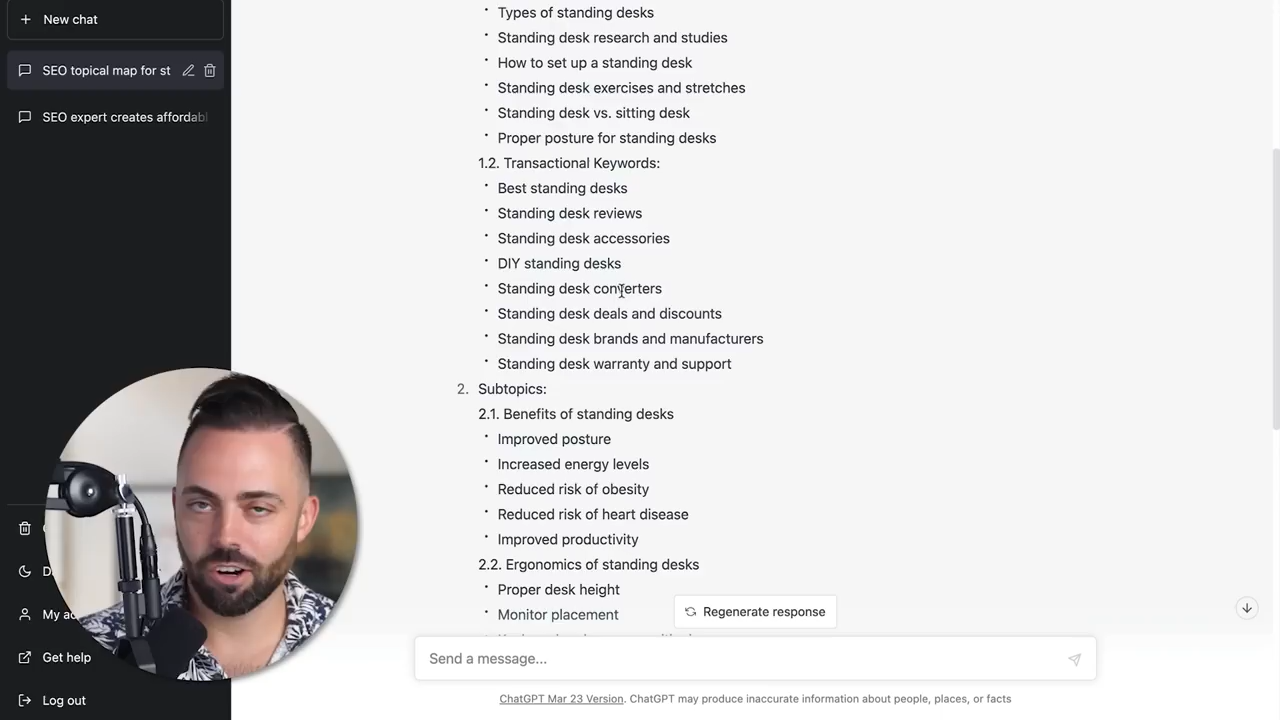 New chat
SEO topical map for st
SEO expert creates affordabl
My ac
Get help
Log out
Types of standing desks
Standing desk research and studies
How to set up a standing desk
Standing desk exercises and stretches
Standing desk vs. sitting desk
Proper posture for standing desks
1.2. Transactional Keywords:
Best standing desks
Standing desk reviews
Standing desk accessories
DIY standing desks
Standing desk converters
Standing desk deals and discounts
Standing desk brands and manufacturers
Standing desk warranty and support
2. Subtopics:
2.1. Benefits of standing desks
Improved posture
Increased energy levels
Reduced risk of obesity
Reduced risk of heart disease
Improved productivity
2.2. Ergonomics of standing desks
Proper desk height
Monitor placement
Regenerate response
Send a message...
ChatGPT Mar 23 Version. ChatGPT may produce inaccurate information about people, places, or facts